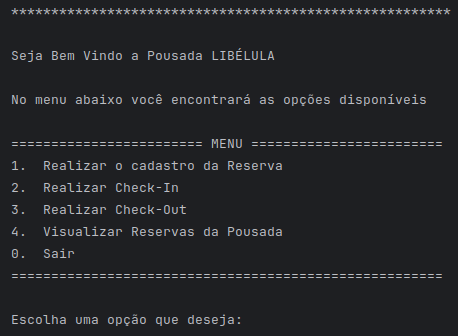 *******************************************************
Seja Bem Vindo a Pousada LIBÉLULA
No menu abaixo você encontrará as opções disponíveis
======================== MENU ========================
1.  Realizar o cadastro da Reserva
2.  Realizar Check-In
3.  Realizar Check-Out
4.  Visualizar Reservas da Pousada
0.  Sair
======================================================
Escolha uma opção que deseja: